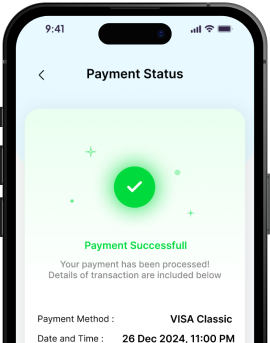 9:41
Payment Status
Payment Successfull
Your payment has been processed!
Details of transaction are included below
Payment Method : VISA Classic
Date and Time : 26 Dec 2024, 11:00 PM